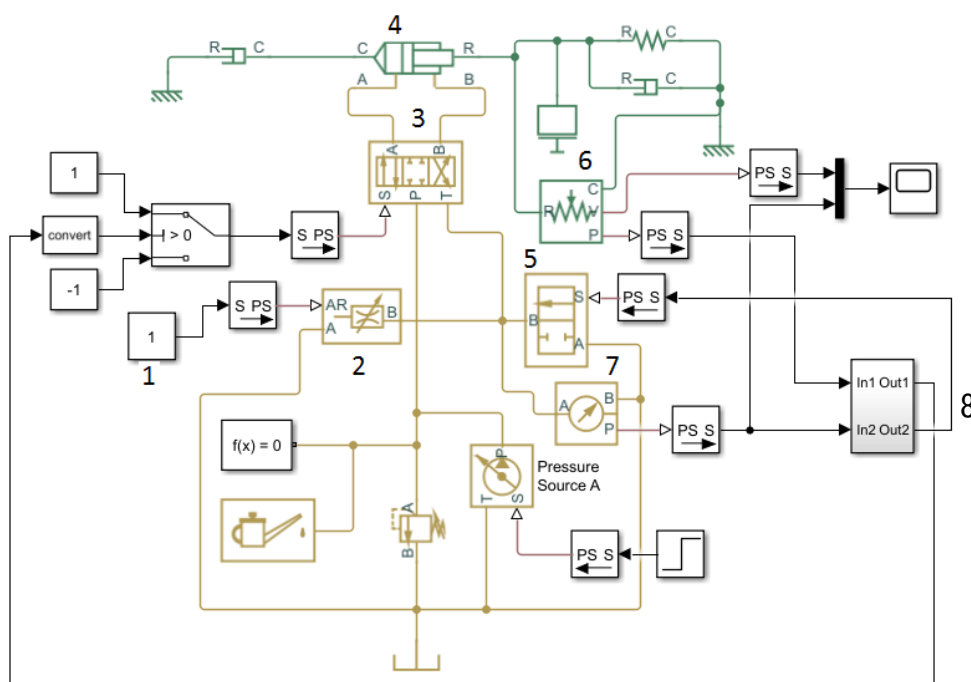 4
R C C R R C
A B R C
3
A B
S P T
6
1
convert
> 0
-1
S PS
C
R V
P
PS S
PS S
5
S
B
A
PS S
1
1
S PS
AR
A B
2
7
A B
P
PS S
In1 Out1
In2 Out2
8
f(x) = 0
P
T S
Pressure
Source A
A
B
PS S